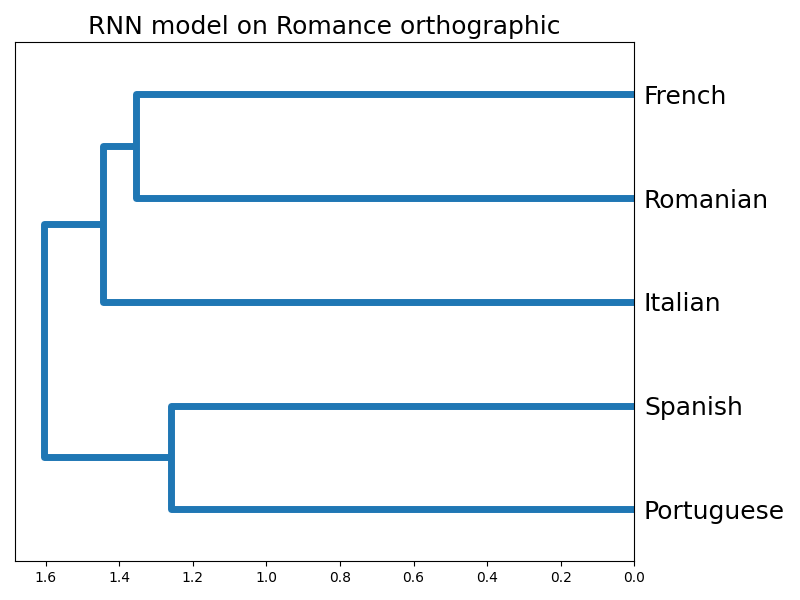 RNN model on Romance orthographic
French
Romanian
Italian
Spanish
Portuguese
1.6 1.4 1.2 1.0 0.8 0.6 0.4 0.2 0.0